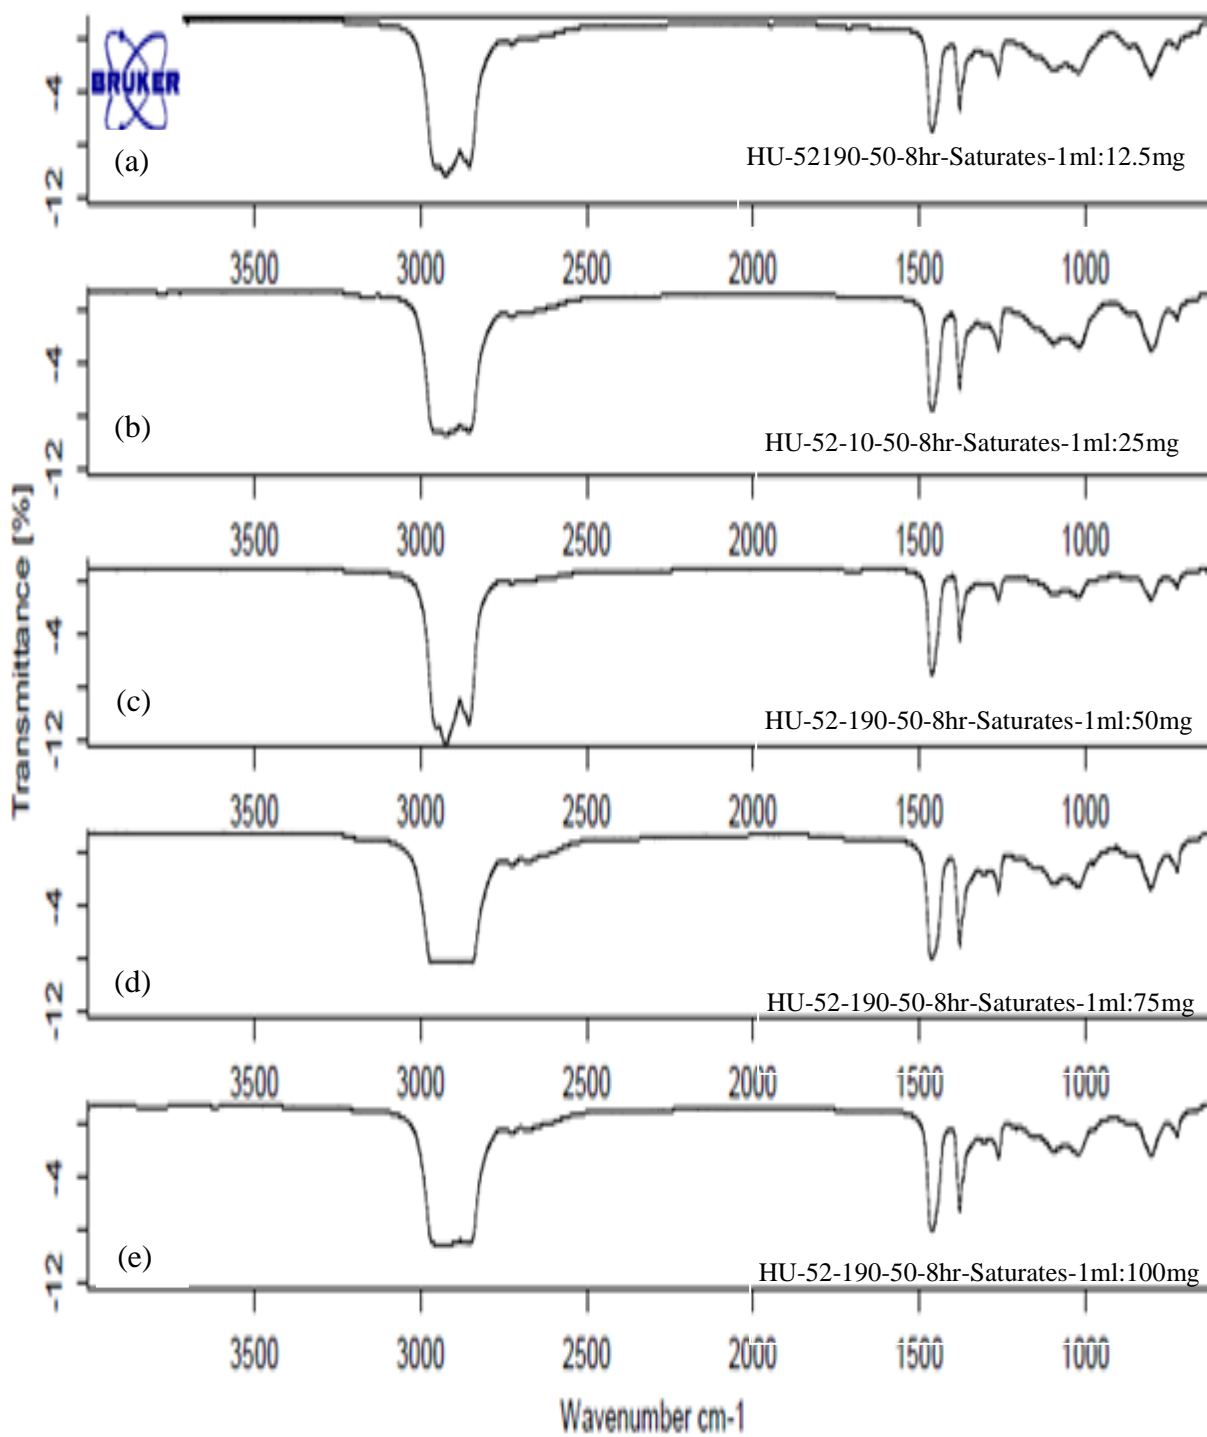 BRUKER
-4
-12
(a)
HU-52190-50-8hr-Saturates-1ml:12.5mg
3500 3000 2500 2000 1500 1000
-4
-12
(b)
HU-52-10-50-8hr-Saturates-1ml:25mg
3500 3000 2500 2000 1500 1000
Transmittance [%]
-4
-12
(c)
HU-52-190-50-8hr-Saturates-1ml:50mg
3500 3000 2500 2000 1500 1000
-4
-12
(d)
HU-52-190-50-8hr-Saturates-1ml:75mg
3500 3000 2500 2000 1500 1000
-4
-12
(e)
HU-52-190-50-8hr-Saturates-1ml:100mg
3500 3000 2500 2000 1500 1000
Wavenumber cm-1